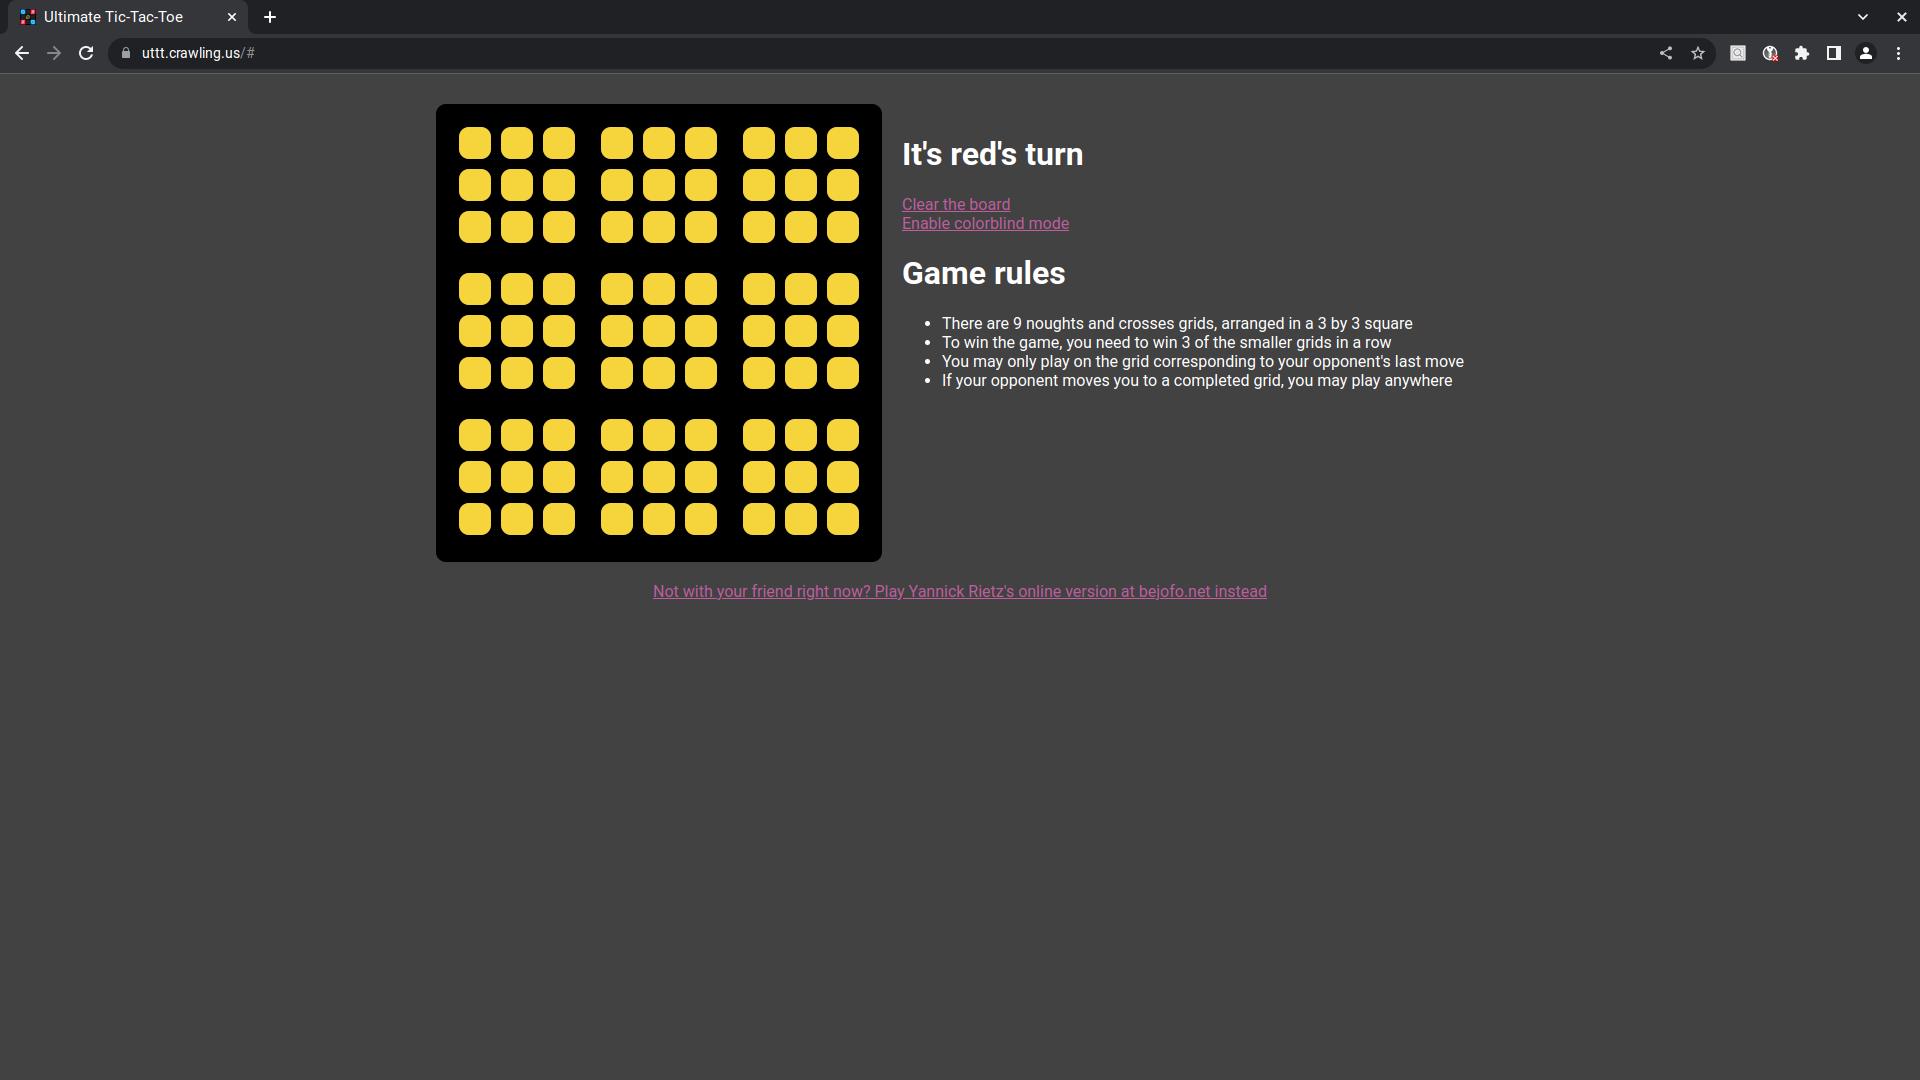 Ultimate Tic-Tac-Toe
uttt.crawling.us/#
It's red's turn
Clear the board
Enable colorblind mode
Game rules
There are 9 noughts and crosses grids, arranged in a 3 by 3 square
To win the game, you need to win 3 of the smaller grids in a row
You may only play on the grid corresponding to your opponent's last move
If your opponent moves you to a completed grid, you may play anywhere
Not with your friend right now? Play Yannick Rietz's online version at bejofo.net instead